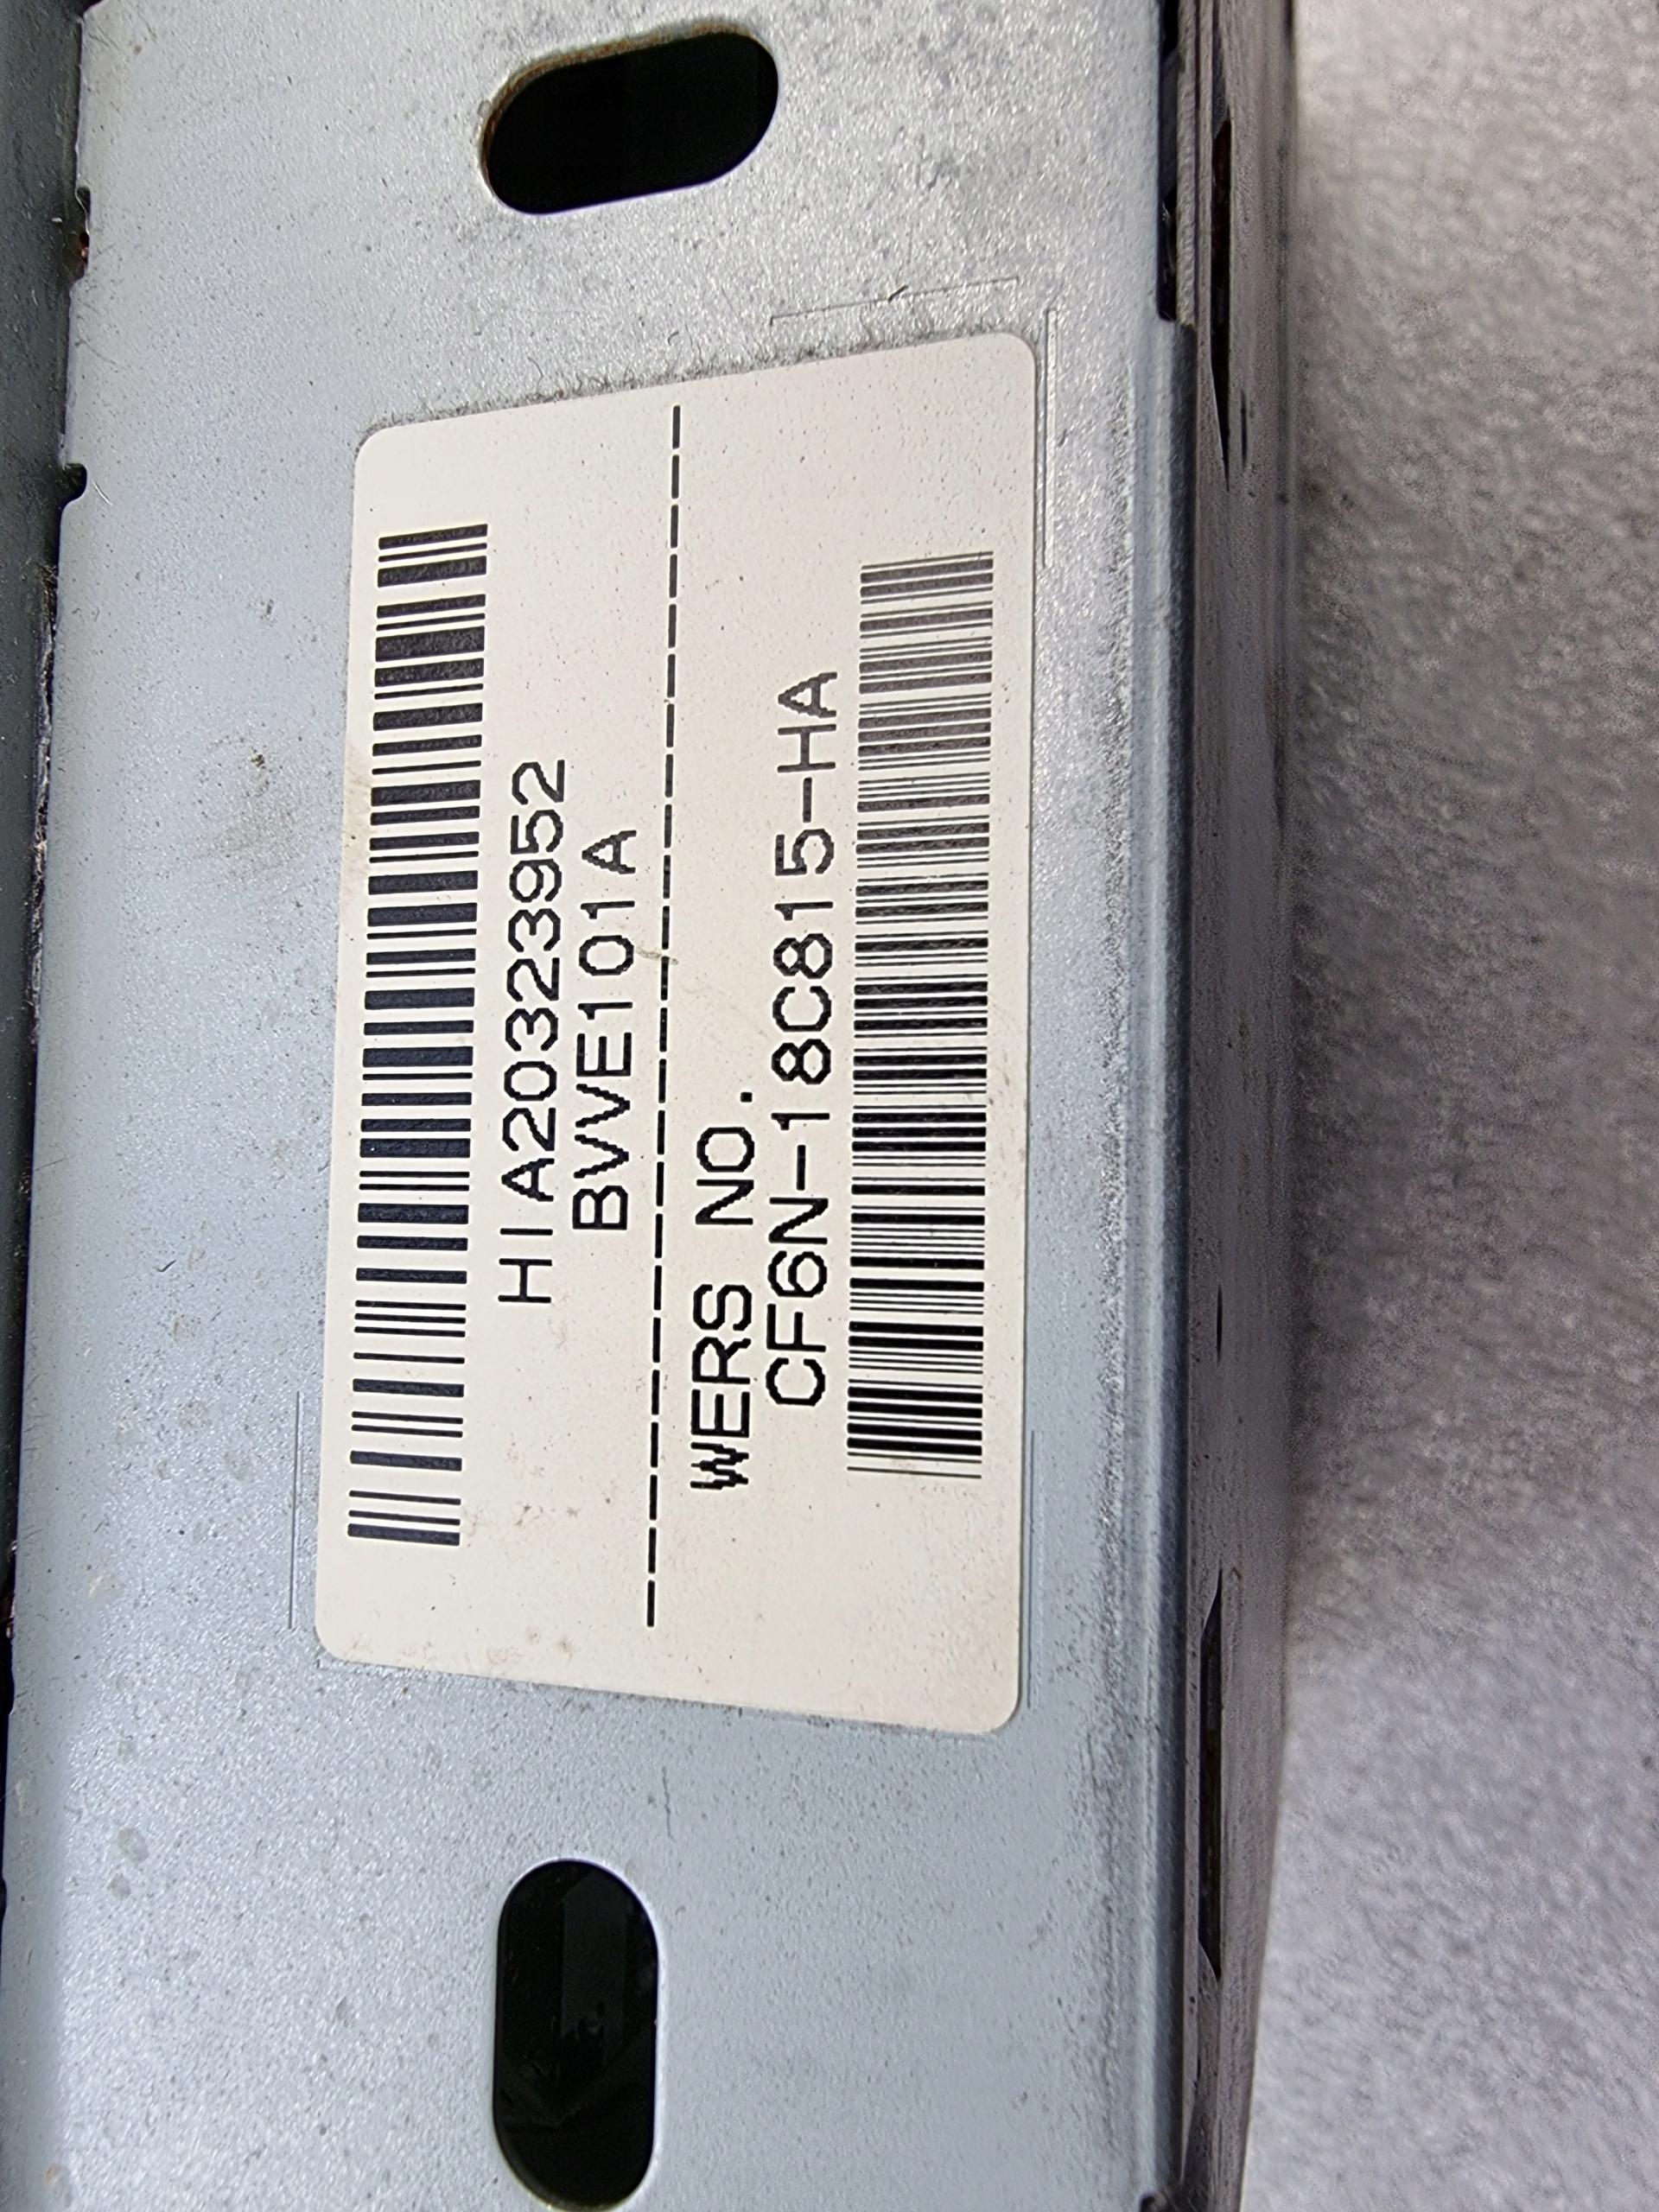 HIA20323952
BVVE101A
WERS NO.
CF6N-18C815-HA